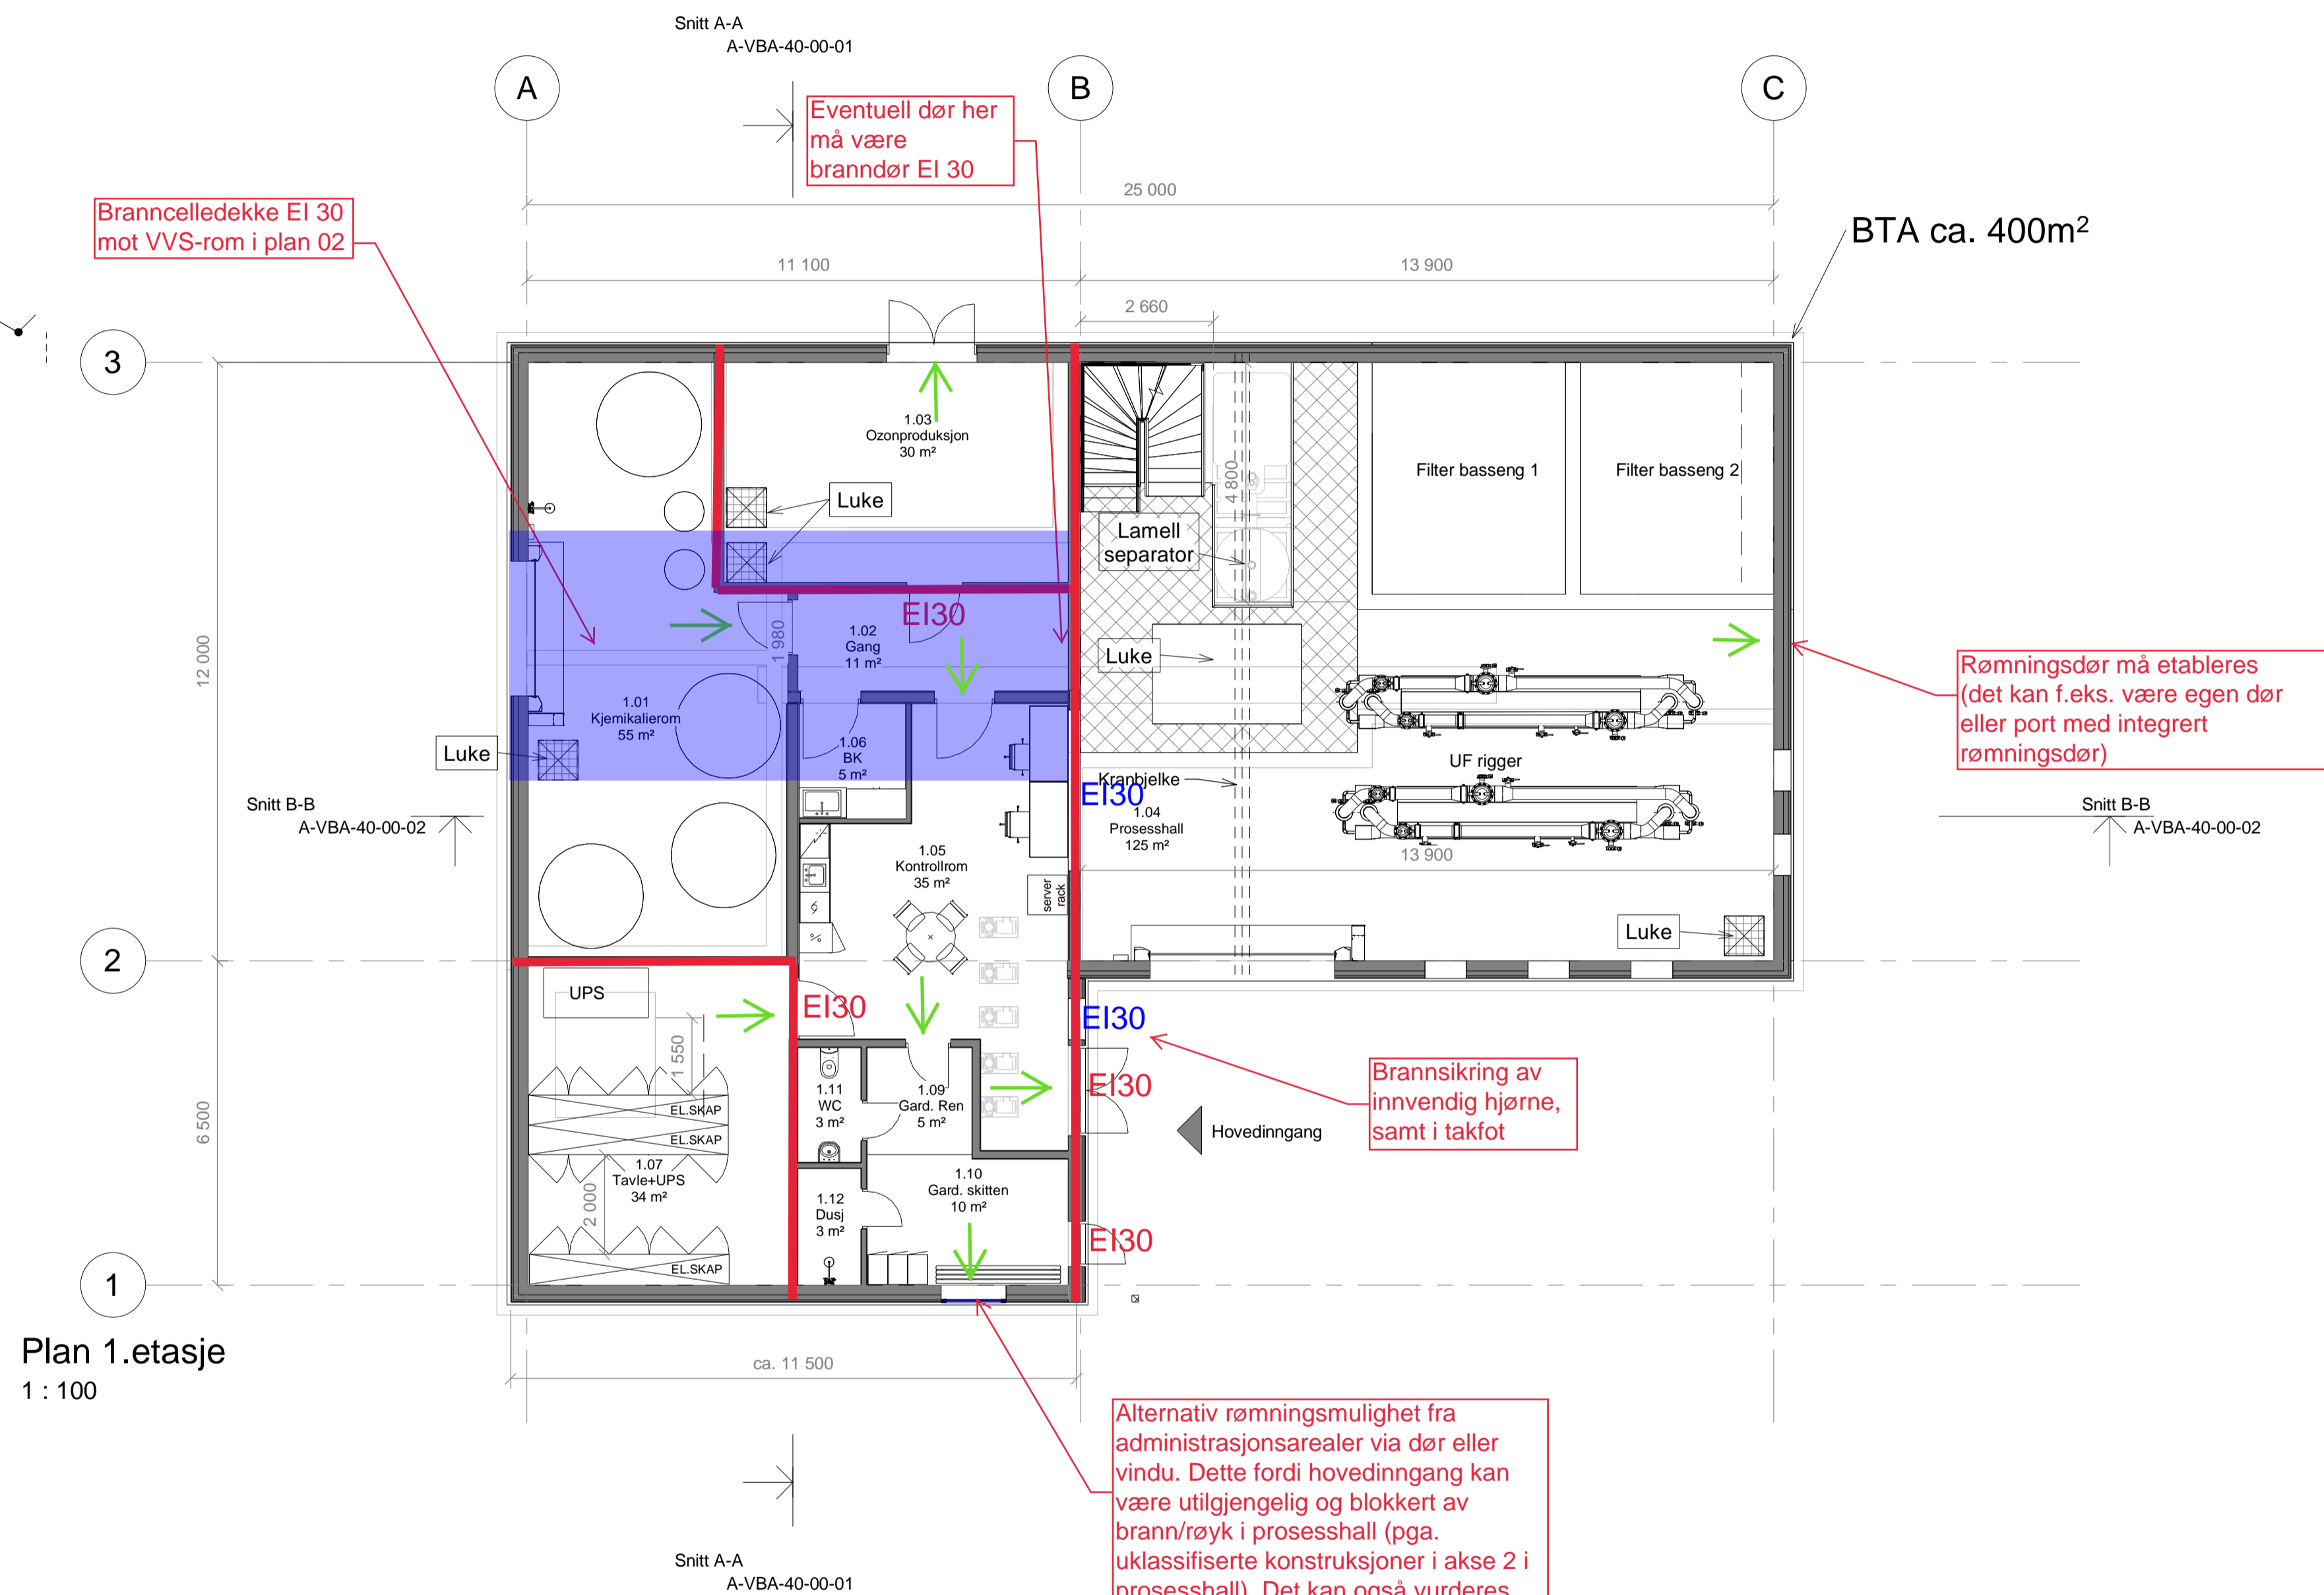 Snitt A-A
A-VBA-40-00-01
A
B
C
Eventuell dør her
må være
branndør EI 30
25 000
Branncelledekke EI 30
mot VVS-rom i plan 02
BTA ca. 400m²
11 100
13 900
2 660
3
1.03
Ozonproduksjon
30 m²
Filter basseng 1
Filter basseng 2
4 800
Luke
Lamell
separator
EI30
1 980
1.02
Gang
11 m²
12 000
Luke
Rømningsdør må etableres
(det kan f.eks. være egen dør
eller port med integrert
rømningsdør)
1.01
Kjemikalierom
55 m²
Luke
1.06
BK
5 m²
UF rigger
Kranbjelke
EI30
1.04
Prosesshall
125 m²
Snitt B-B
A-VBA-40-00-02
Snitt B-B
A-VBA-40-00-02
13 900
1.05
Kontrollrom
35 m²
server
rack
Luke
2
UPS
EI30
EI30
1 550
Brannsikring av
innvendig hjørne,
samt i takfot
EI30
1.11
WC
3 m²
1.09
Gard. Ren
5 m²
EL.SKAP
EL.SKAP
6 500
Hovedinngang
1.07
Tavle+UPS
34 m²
2 000
1.10
Gard. skitten
10 m²
1.12
Dusj
3 m²
EI30
EL.SKAP
1
Plan 1.etasje
1 : 100
ca. 11 500
Alternativ rømningsmulighet fra
administrasjonsarealer via dør eller
vindu. Dette fordi hovedinngang kan
være utilgjengelig og blokkert av
brann/røyk i prosesshall (pga.
uklassifiserte konstruksjoner i akse 2 i
prosesshall). Det kan også vurderes
Snitt A-A
A-VBA-40-00-01